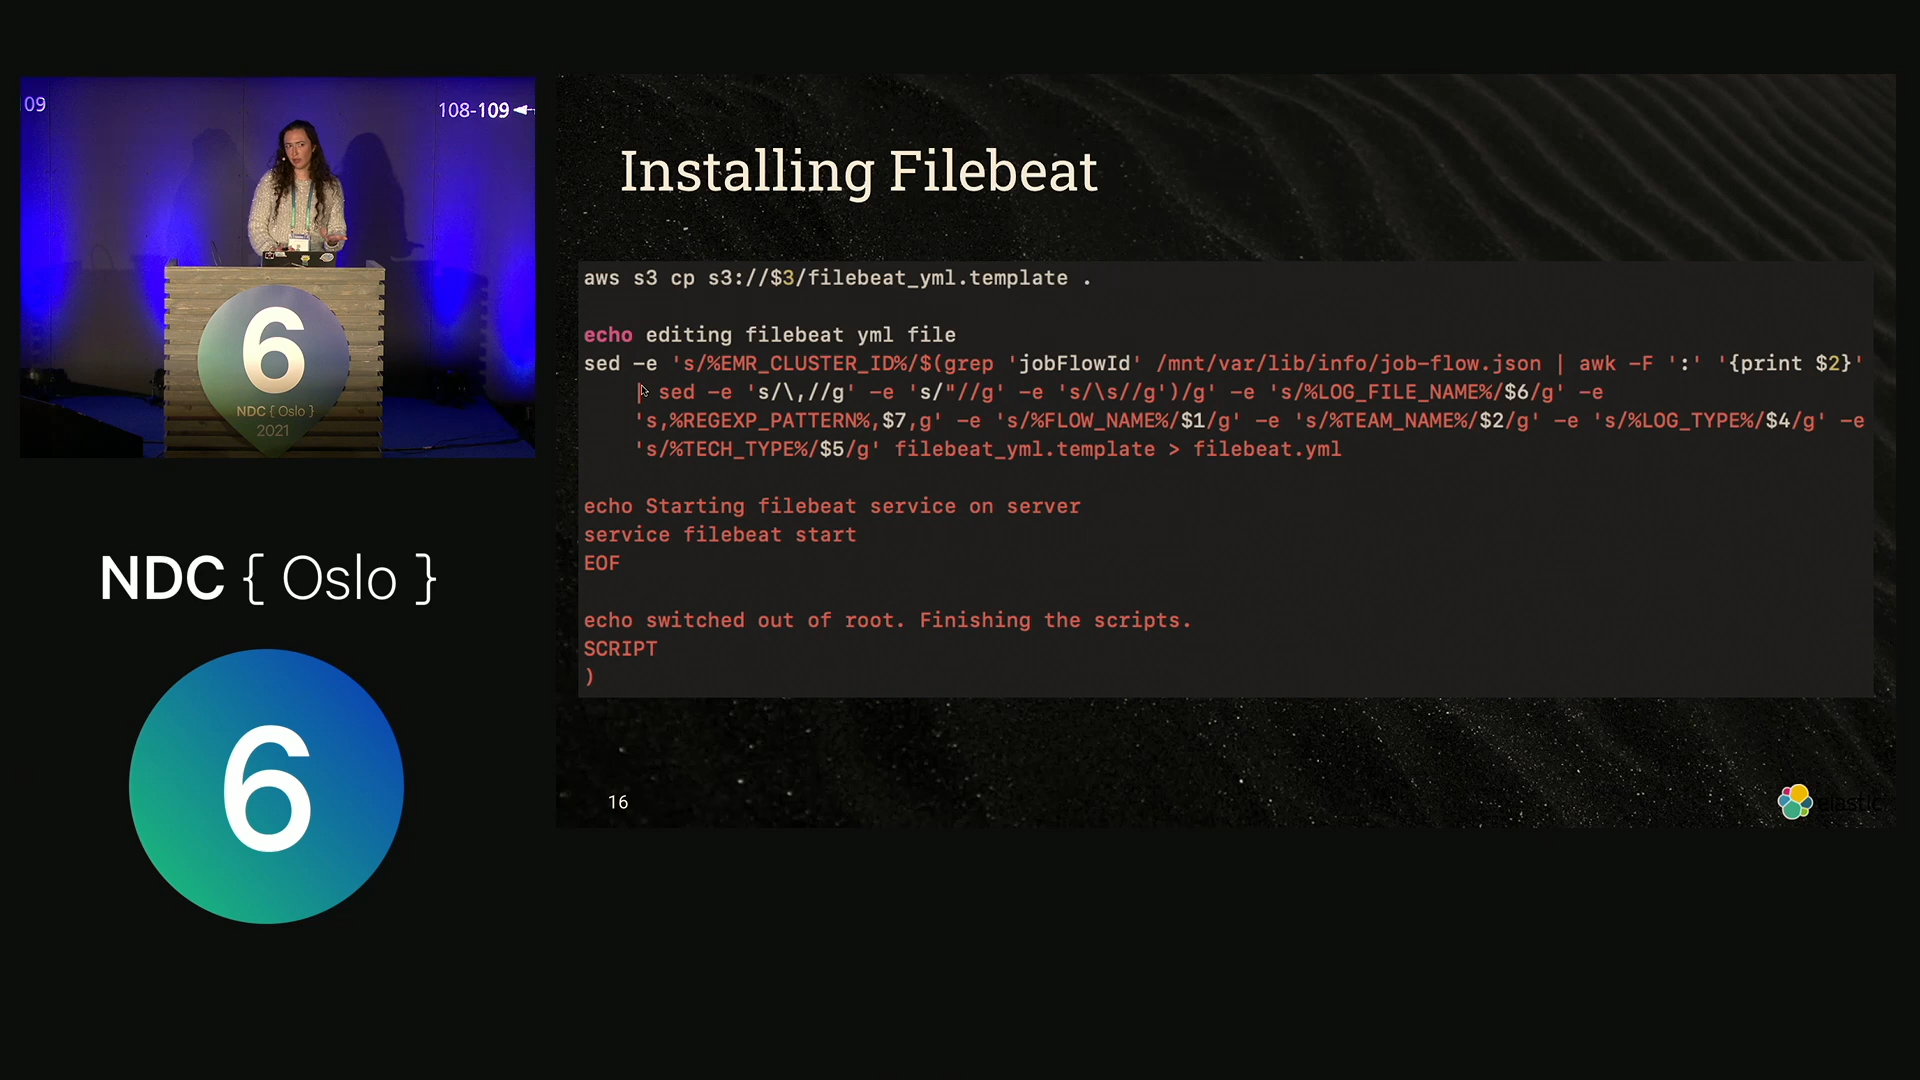 09
108-109
6
NDC { Oslo }
2021
NDC { Oslo }
6
Installing Filebeat
aws s3 cp s3://$3/filebeat_yml.template .
echo editing filebeat yml file
sed -e 's/%EMR_CLUSTER_ID%/$(grep 'jobFlowId' /mnt/var/lib/info/job-flow.json | awk -F ':' '{print $2}'
| sed -e 's/\,//g' -e 's/"//g' -e 's/\s//g')/g' -e 's/%LOG_FILE_NAME%/$6/g' -e
's,%REGEXP_PATTERN%,$7,g' -e 's/%FLOW_NAME%/$1/g' -e 's/%TEAM_NAME%/$2/g' -e 's/%LOG_TYPE%/$4/g' -e
's/%TECH_TYPE%/$5/g' filebeat_yml.template > filebeat.yml
echo Starting filebeat service on server
service filebeat start
EOF
echo switched out of root. Finishing the scripts.
SCRIPT
)
16
elastic